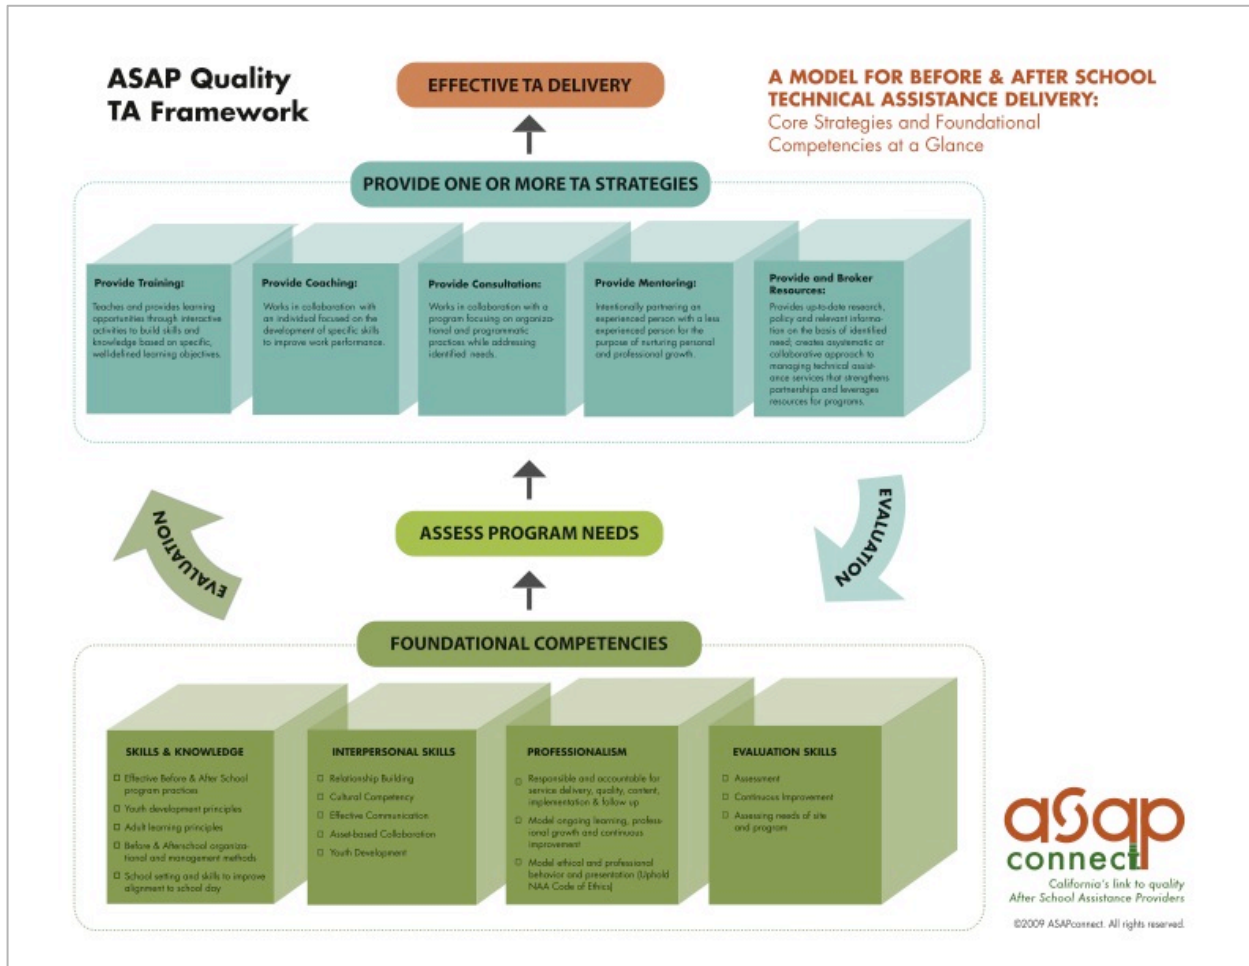 ASAP Quality
TA Framework
EFFECTIVE TA DELIVERY
A MODEL FOR BEFORE & AFTER SCHOOL
TECHNICAL ASSISTANCE DELIVERY:
Core Strategies and Foundational
Competencies at a Glance
PROVIDE ONE OR MORE TA STRATEGIES
Provide Training:
Teaches and provides learning
opportunities through interactive
activities to build skills and
knowledge based on specific,
well-defined learning objectives.
Provide Coaching:
Works in collaboration with
an individual focused on the
development of specific skills
to improve work performance.
Provide Consultation:
Works in collaboration with a
program focusing on organiza-
tional and programmatic
practices while addressing
identified needs.
Provide Mentoring:
Intentionally partnering an
experienced person with a less
experienced person for the
purpose of nurturing personal
and professional growth.
Provide and Broker
Resources:
Provides up-to-date research,
policy and relevant informa-
tion on the basis of identified
need; creates asystematic or
collaborative approach to
managing technical assist-
ance services that strengthens
partnerships and leverages
resources for programs.
EVALUATION
EVALUATION
ASSESS PROGRAM NEEDS
FOUNDATIONAL COMPETENCIES
SKILLS & KNOWLEDGE
Effective Before & After School
program practices
Youth development principles
Adult learning principles
Before & Afterschool organiza-
tional and management methods
School setting and skills to improve
alignment to school day
INTERPERSONAL SKILLS
Relationship Building
Cultural Competency
Effective Communication
Asset-based Collaboration
Youth Development
PROFESSIONALISM
Responsible and accountable for
service delivery, quality, content,
implementation & follow up
Model ongoing learning, profes-
sional growth and continuous
improvement
Model ethical and professional
behavior and presentation (Uphold
NAA Code of Ethics)
EVALUATION SKILLS
Assessment
Continuous Improvement
Assessing needs of site
and program
asap
connect
California's link to quality
After School Assistance Providers
©2009 ASAPconnect. All rights reserved.